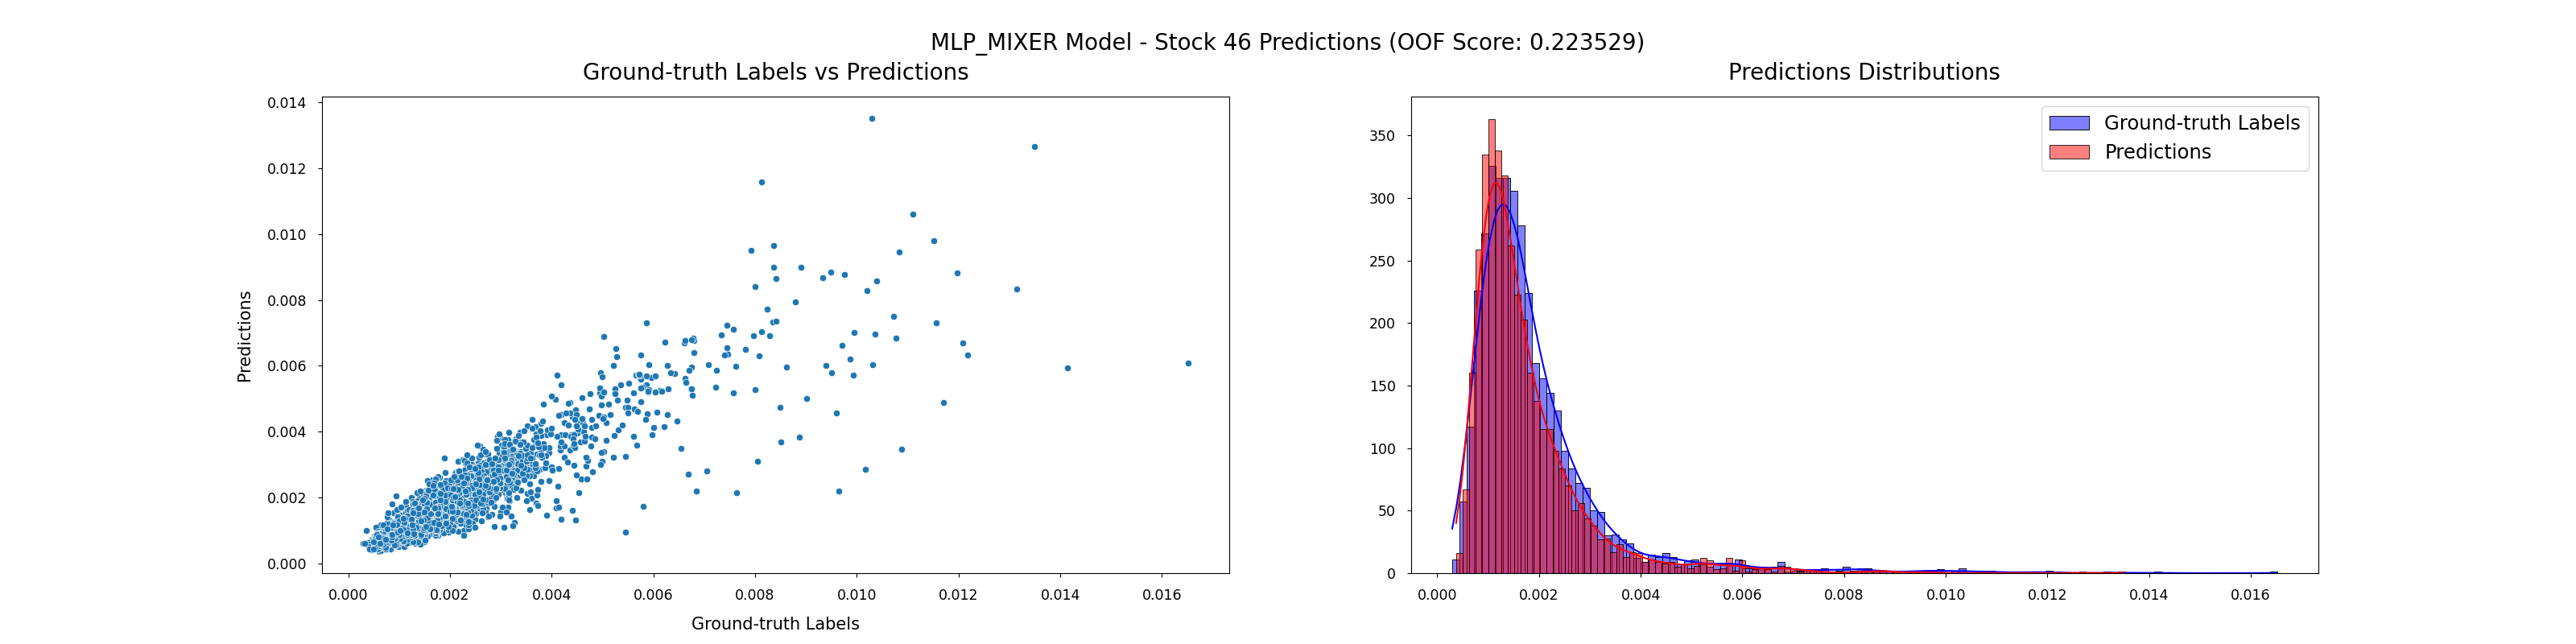 MLP_MIXER Model - Stock 46 Predictions (OOF Score: 0.223529)
Ground-truth Labels vs Predictions
0.014
0.012
0.010
0.008
0.006
0.004
0.002
0.000
Predictions
0.000 0.002 0.004 0.006 0.008 0.010 0.012 0.014 0.016
Ground-truth Labels
Predictions Distributions
350
300
250
200
150
100
50
0
Ground-truth Labels
Predictions
0.000 0.002 0.004 0.006 0.008 0.010 0.012 0.014 0.016